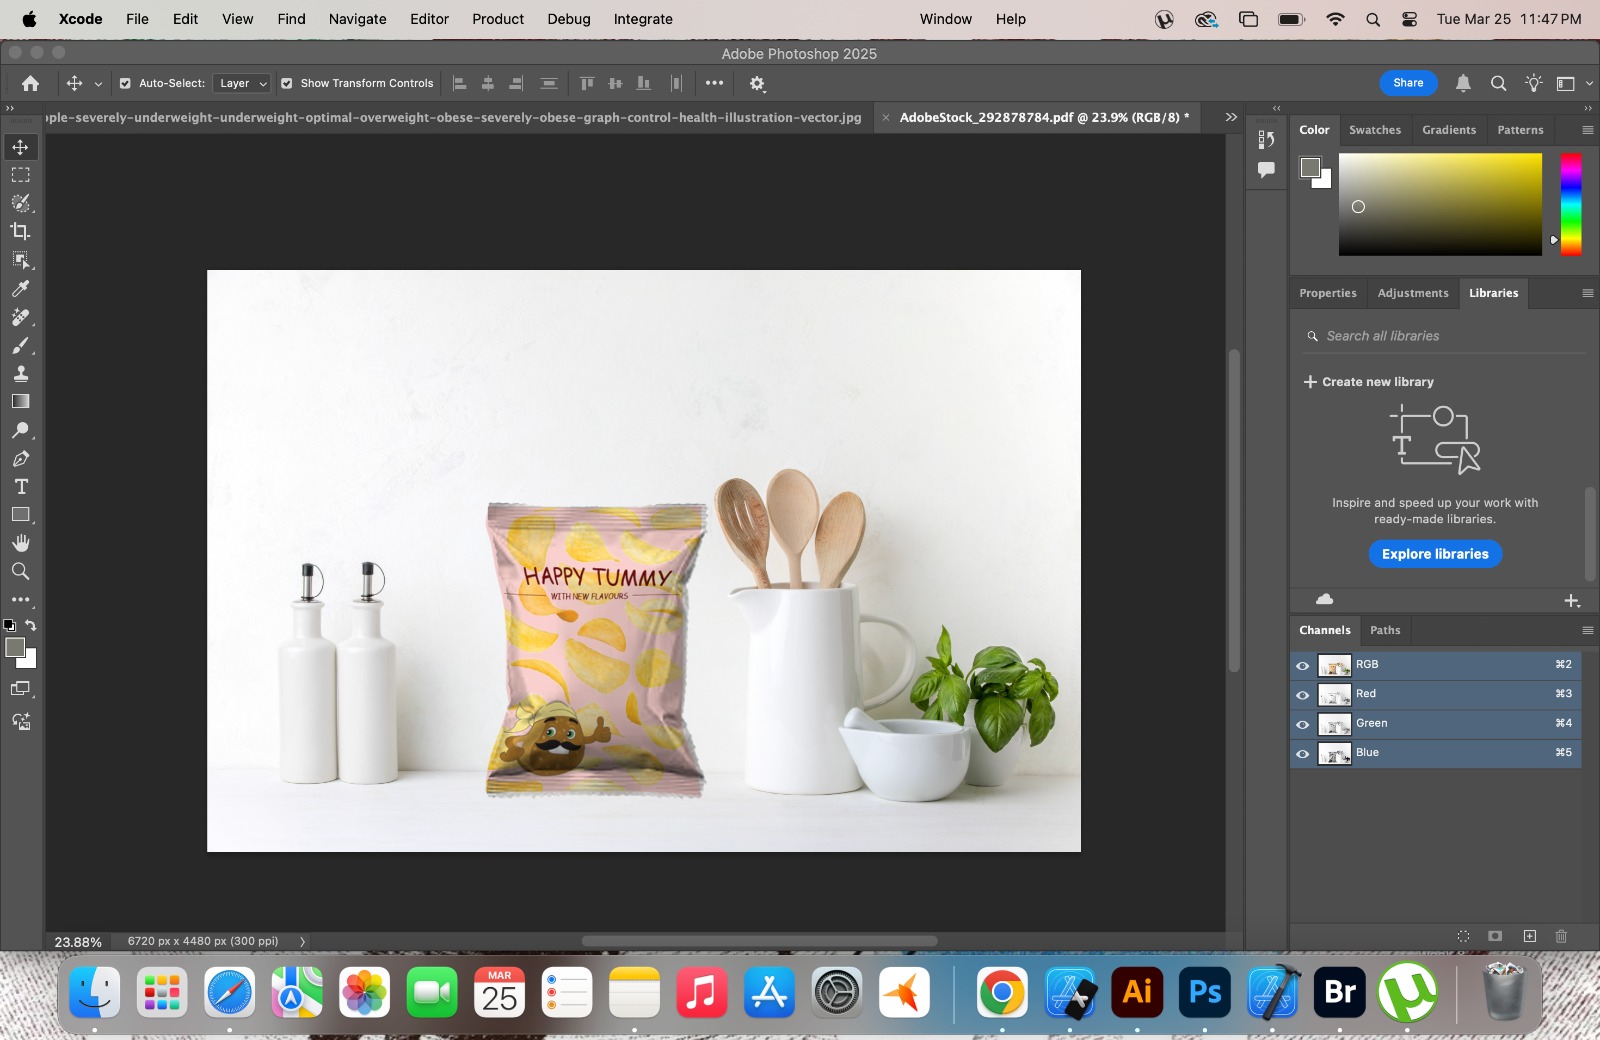 Xcode File Edit View Find Navigate Editor Product Debug Integrate Window Help Tue Mar 25 11:47 PM
Adobe Photoshop 2025
Auto-Select: Layer Show Transform Controls Share
ople-severely-underweight-underweight-optimal-overweight-obese-severely-obese-graph-control-health-illustration-vector.jpg
AdobeStock_292878784.pdf @ 23.9% (RGB/8) *
Color Swatches Gradients Patterns
Properties Adjustments Libraries
Search all libraries
Create new library
Inspire and speed up your work with
ready-made libraries.
Explore libraries
Channels Paths
RGB ⌘2
Red ⌘3
Green ⌘4
Blue ⌘5
HAPPY TUMMY
WITH NEW FLAVOURS
23.88% 6720 px x 4480 px (300 ppi)
MAR
25
Ai
Ps
Br